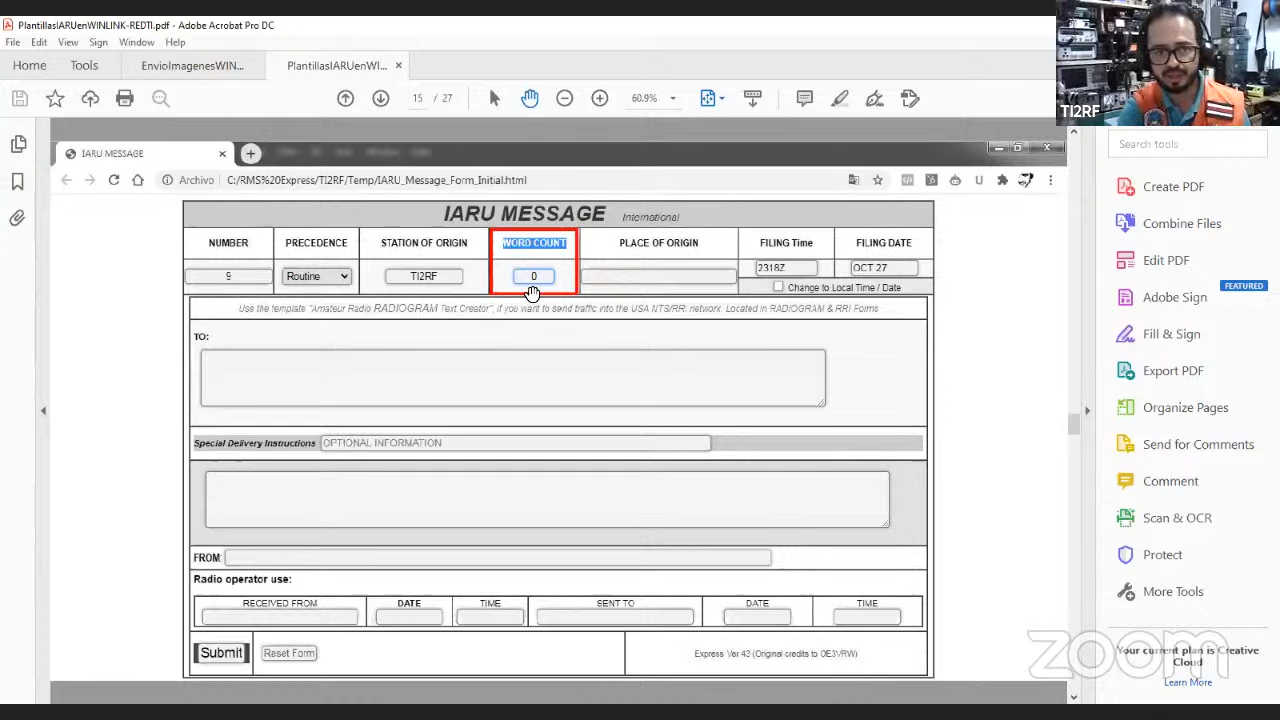 PlantillasIARUenWINLINK-REDTI.pdf - Adobe Acrobat Pro DC
File Edit View Sign Window Help
Home Tools EnvioImagenesWIN... PlantillasIARUenWIN...
15 / 27 60.9%
TI2RF
IARU MESSAGE
Archivo C:/RMS%20Express/TI2RF/Temp/IARU_Message_Form_Initial.html
IARU MESSAGE International
NUMBER PRECEDENCE STATION OF ORIGIN WORD COUNT PLACE OF ORIGIN FILING Time FILING DATE
9 Routine TI2RF 0 2318Z OCT 27
Change to Local Time / Date
Use the template "Amateur Radio RADIOGRAM Text Creator", if you want to send traffic into the USA NTS/RRI network. Located in RADIOGRAM & RRI Forms
TO:
Special Delivery Instructions OPTIONAL INFORMATION
FROM:
Radio operator use:
RECEIVED FROM DATE TIME SENT TO DATE TIME
Submit Reset Form Express Ver 43 (Original credits to OE3VRW)
Search tools
Create PDF
Combine Files
Edit PDF
FEATURED
Adobe Sign
Fill & Sign
Export PDF
Organize Pages
Send for Comments
Comment
Scan & OCR
Protect
More Tools
Your current plan is Creative
Cloud
Learn More
zoom